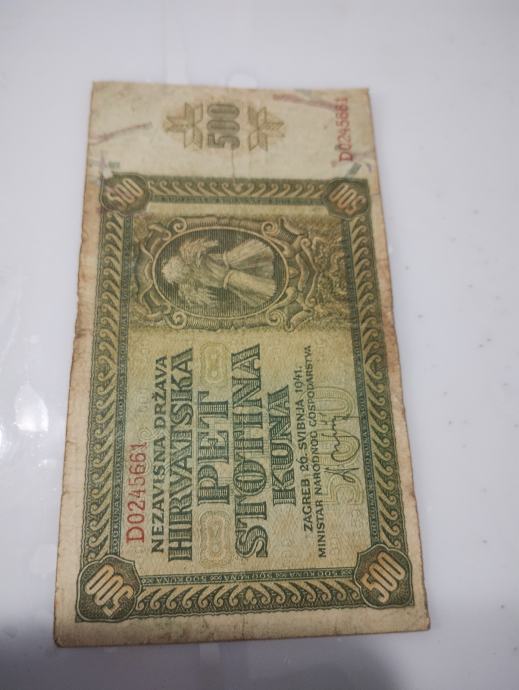 500
D0245661
500
500
D0245661
NEZAVISNA DRŽAVA
HRVATSKA
PET
STOTINA
KUNA
ZAGREB 26. SVIBNJA 1941.
MINISTAR NARODNOG GOSPODARSTVA
500
500
500